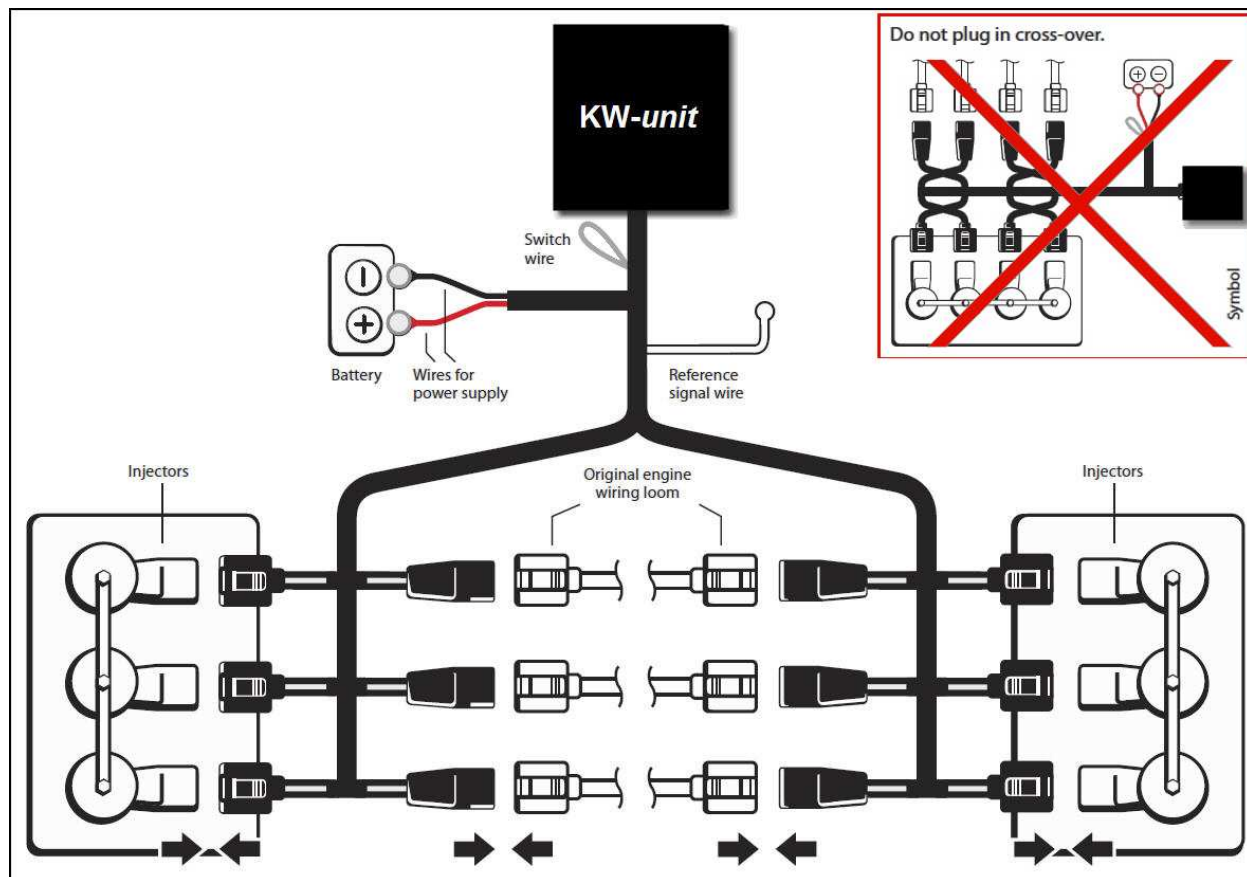 Do not plug in cross-over.
+ −
Symbol
KW-unit
Switch
wire
−
+
Battery
Wires for
power supply
Reference
signal wire
Injectors
Original engine
wiring loom
Injectors